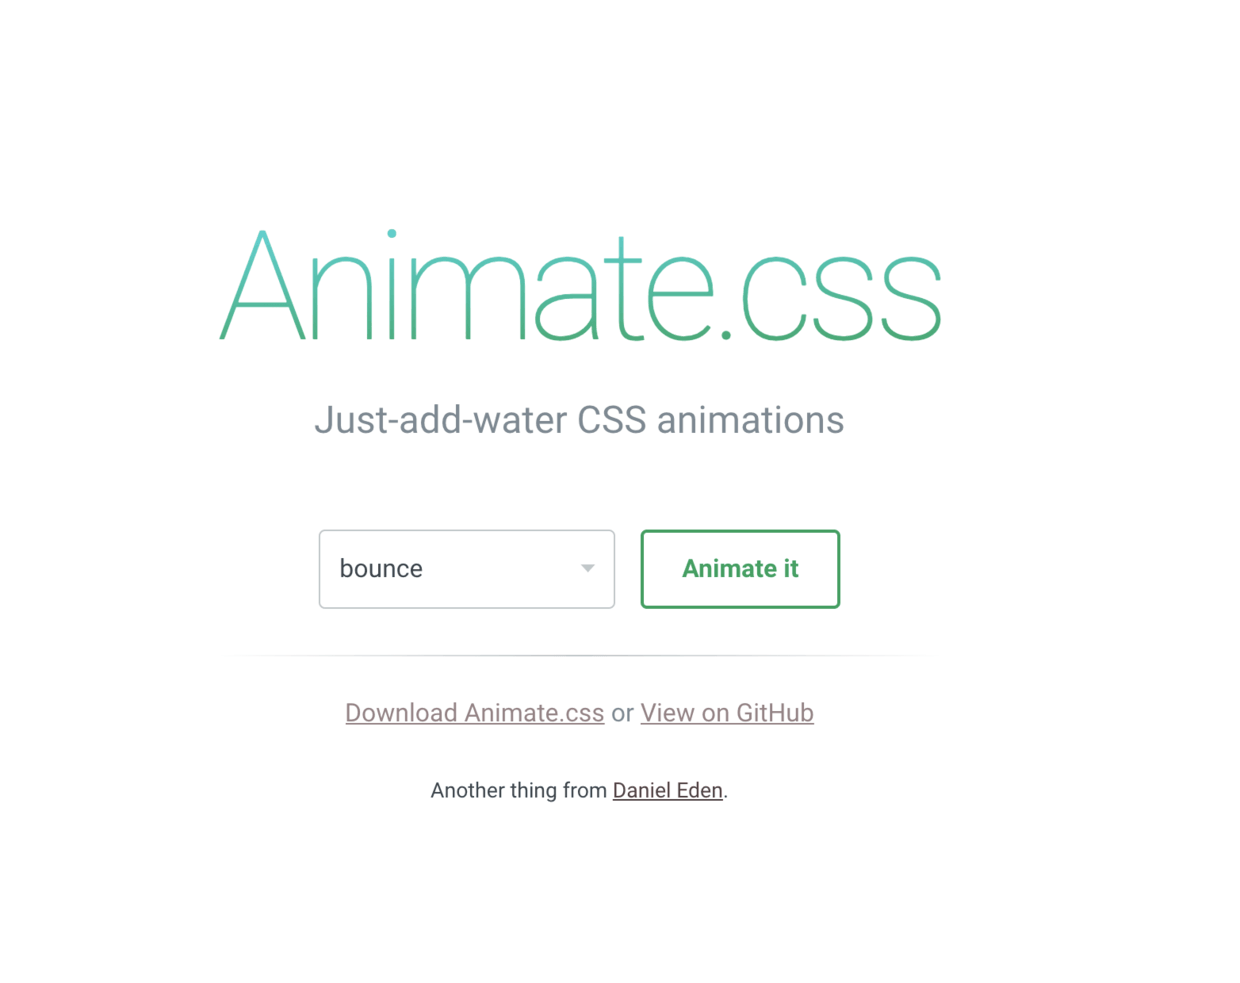 Animate.css
Just-add-water CSS animations
bounce Animate it
Download Animate.css or View on GitHub
Another thing from Daniel Eden.